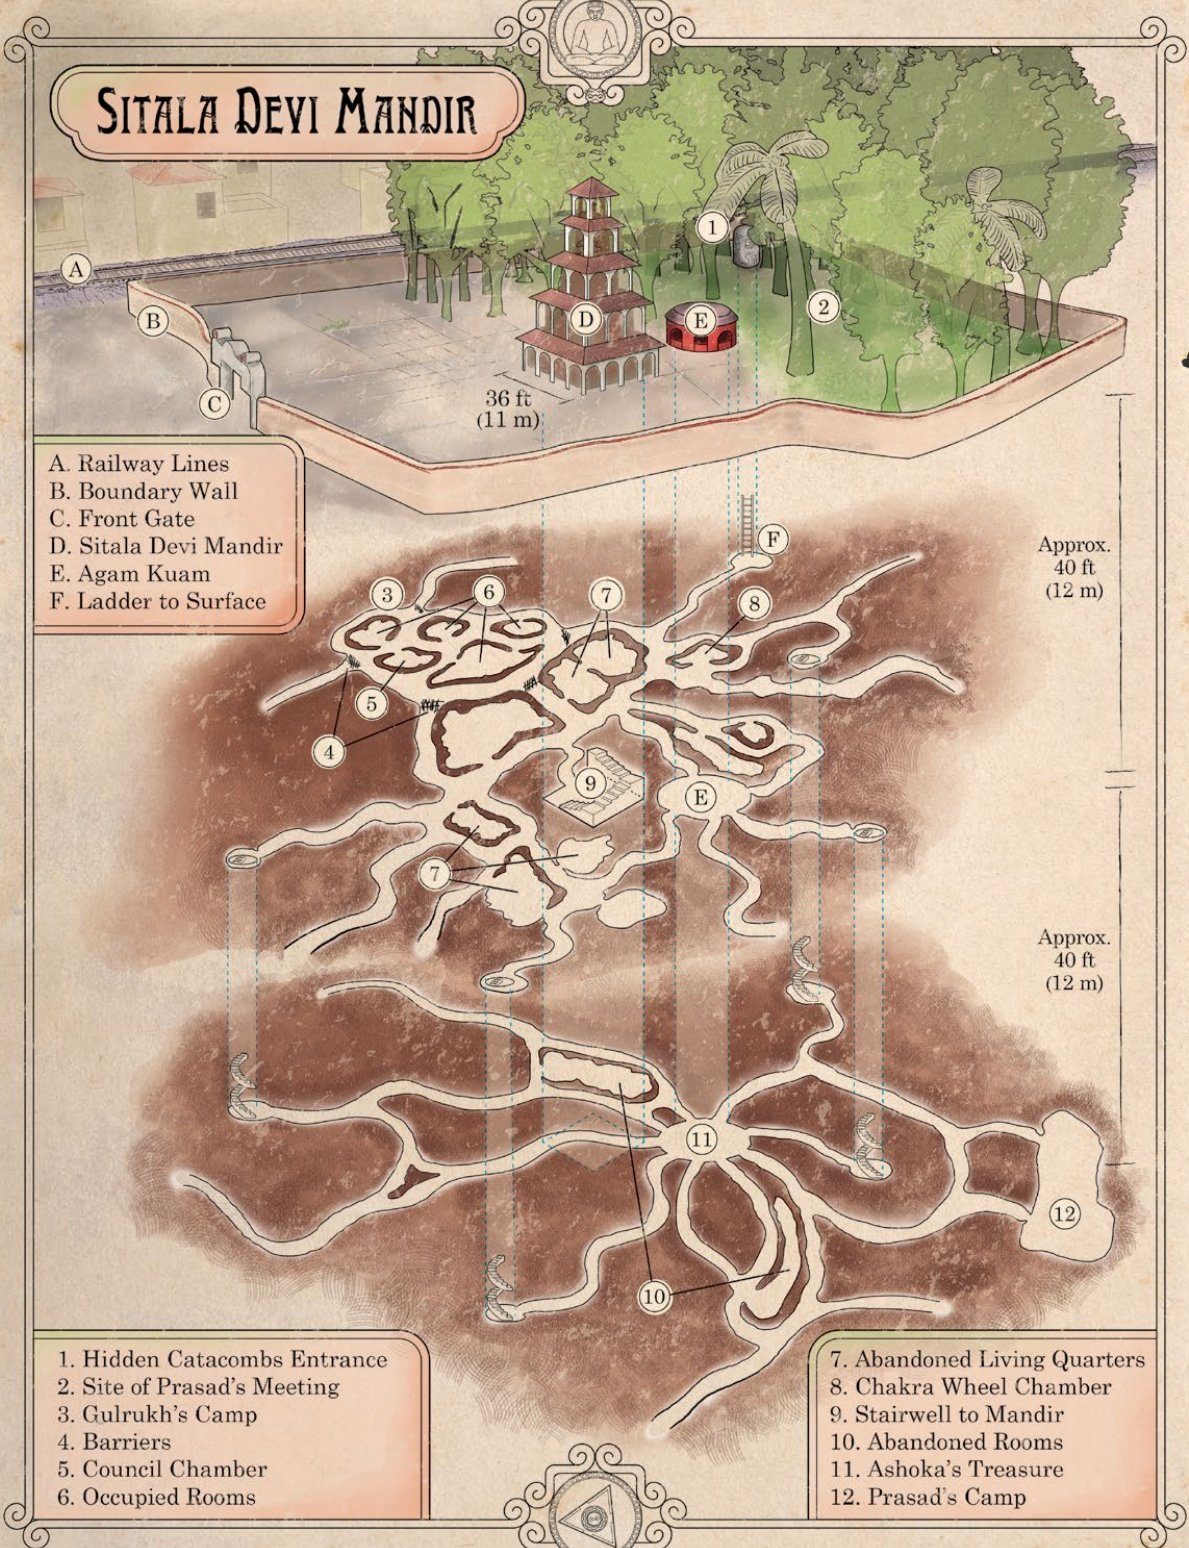 SITALA DEVI MANDIR
1
A
2
B
D
E
C
36 ft
(11 m)
A. Railway Lines
B. Boundary Wall
C. Front Gate
D. Sitala Devi Mandir
E. Agam Kuam
F. Ladder to Surface
F
Approx.
40 ft
(12 m)
3
6
7
8
5
4
9
E
7
Approx.
40 ft
(12 m)
11
12
10
1. Hidden Catacombs Entrance
2. Site of Prasad's Meeting
3. Gulrukh's Camp
4. Barriers
5. Council Chamber
6. Occupied Rooms
7. Abandoned Living Quarters
8. Chakra Wheel Chamber
9. Stairwell to Mandir
10. Abandoned Rooms
11. Ashoka's Treasure
12. Prasad's Camp